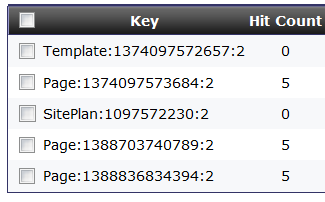 Key Hit Count
Template:1374097572657:2 0
Page:1374097573684:2 5
SitePlan:1097572230:2 0
Page:1388703740789:2 5
Page:1388836834394:2 5